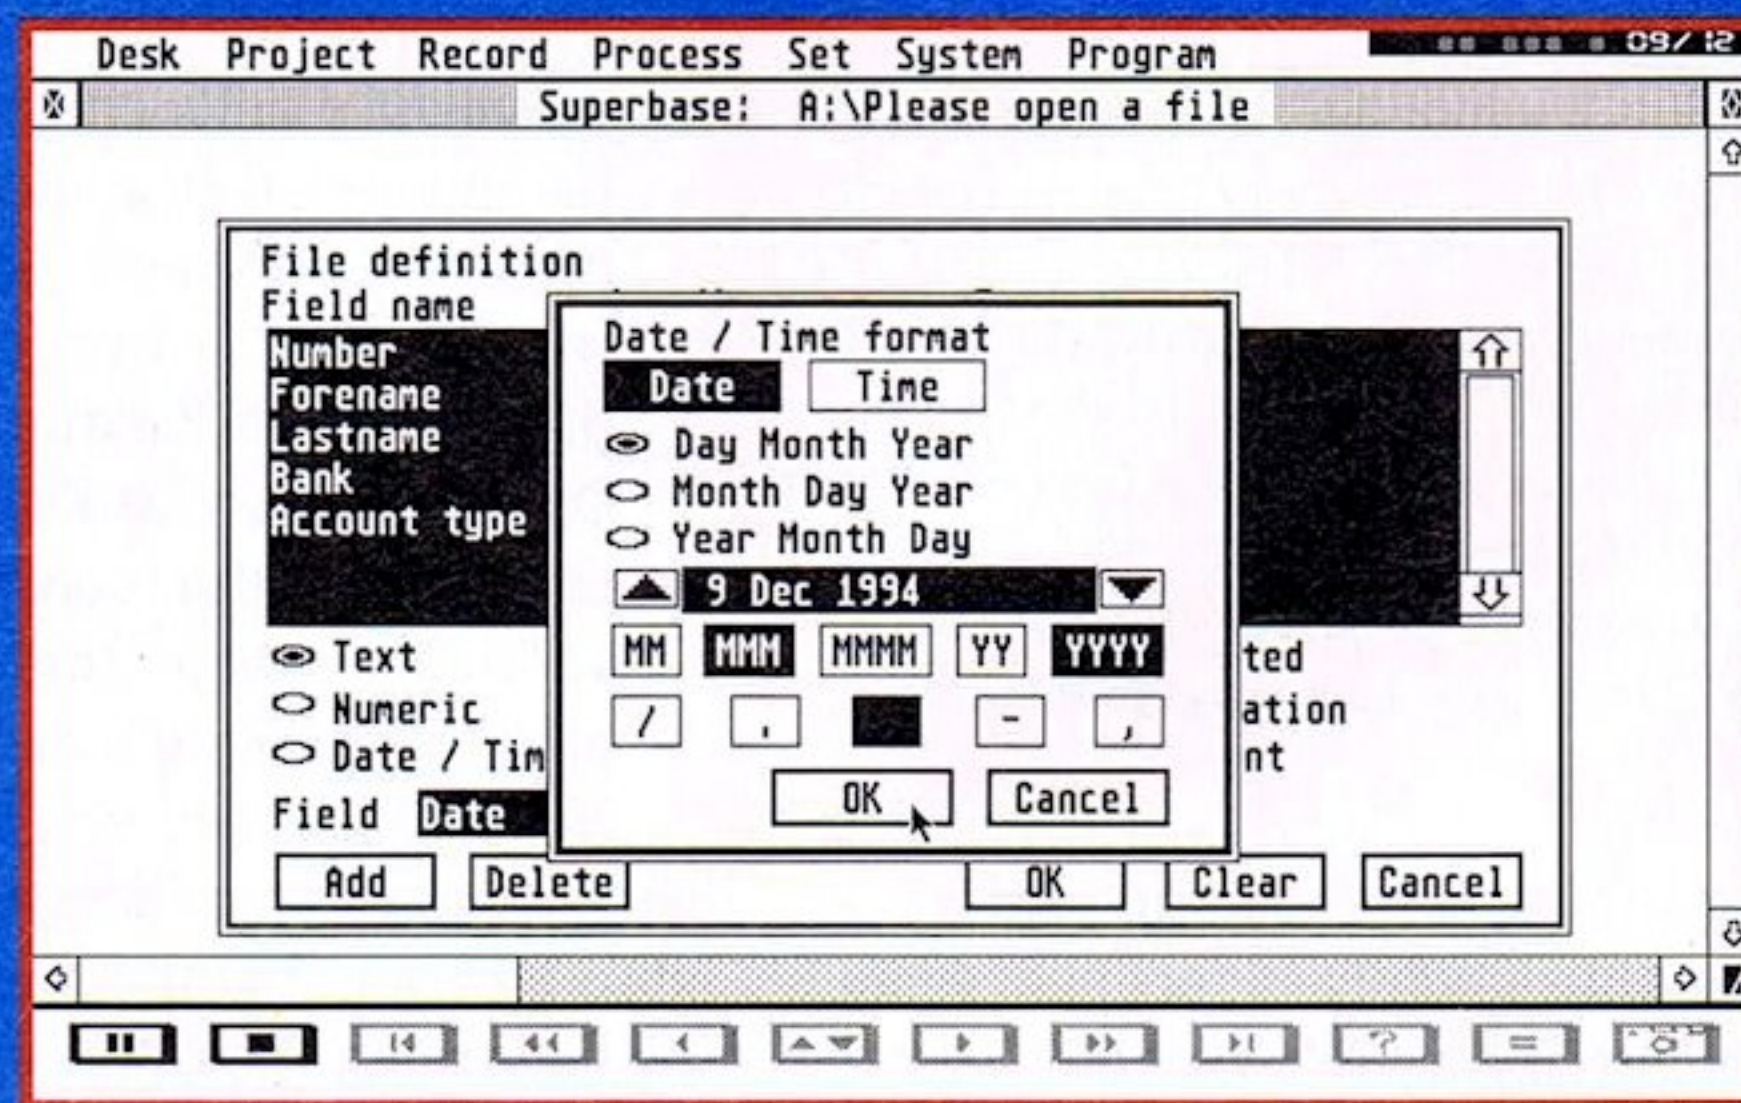 Desk Project Record Process Set System Program 09/12
Superbase: A:\Please open a file
File definition
Field name
Number
Forename
Lastname
Bank
Account type
Text
Numeric
Date / Tim
Field Date
Add Delete OK Clear Cancel
Date / Time format
Date Time
Day Month Year
Month Day Year
Year Month Day
9 Dec 1994
MM MMM MMMM YY YYYY
/ . - ,
OK Cancel
ted
ation
nt